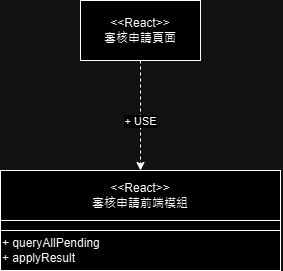 <<React>>
審核申請頁面
+ USE
<<React>>
審核申請前端模組
+ queryAllPending
+ applyResult